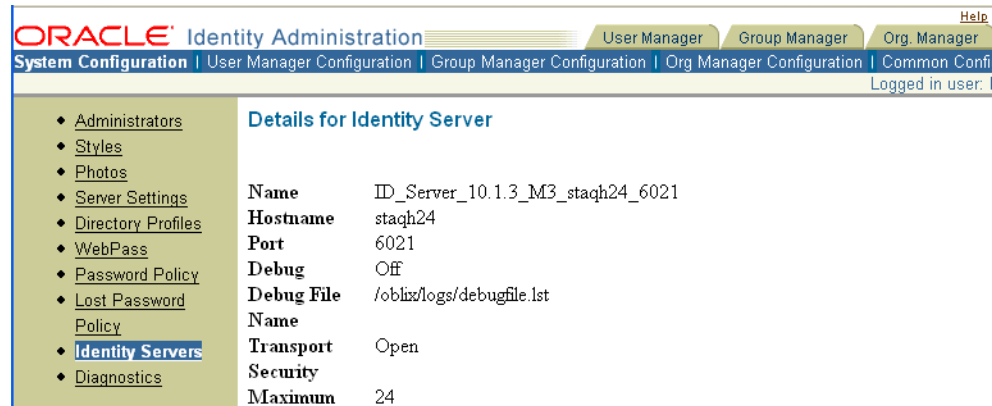 Help
ORACLE Identity Administration
User Manager
Group Manager
Org. Manager
System Configuration | User Manager Configuration | Group Manager Configuration | Org Manager Configuration | Common Confi
Logged in user:
Administrators
Styles
Photos
Server Settings
Directory Profiles
WebPass
Password Policy
Lost Password
Policy
Identity Servers
Diagnostics
Details for Identity Server
Name ID_Server_10.1.3_M3_staqh24_6021
Hostname staqh24
Port 6021
Debug Off
Debug File /oblix/logs/debugfile.lst
Name
Transport Open
Security
Maximum 24